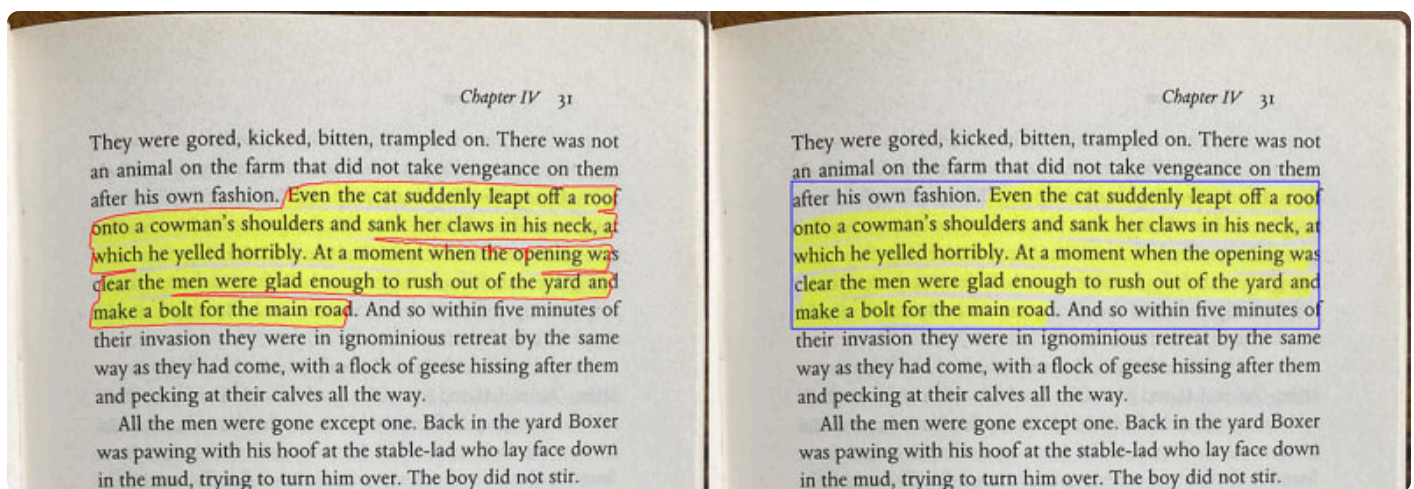 Chapter IV 31
They were gored, kicked, bitten, trampled on. There was not
an animal on the farm that did not take vengeance on them
after his own fashion. Even the cat suddenly leapt off a roof
onto a cowman's shoulders and sank her claws in his neck, at
which he yelled horribly. At a moment when the opening was
clear the men were glad enough to rush out of the yard and
make a bolt for the main road. And so within five minutes of
their invasion they were in ignominious retreat by the same
way as they had come, with a flock of geese hissing after them
and pecking at their calves all the way.
All the men were gone except one. Back in the yard Boxer
was pawing with his hoof at the stable-lad who lay face down
in the mud, trying to turn him over. The boy did not stir.
Chapter IV 31
They were gored, kicked, bitten, trampled on. There was not
an animal on the farm that did not take vengeance on them
after his own fashion. Even the cat suddenly leapt off a roof
onto a cowman's shoulders and sank her claws in his neck, at
which he yelled horribly. At a moment when the opening was
clear the men were glad enough to rush out of the yard and
make a bolt for the main road. And so within five minutes of
their invasion they were in ignominious retreat by the same
way as they had come, with a flock of geese hissing after them
and pecking at their calves all the way.
All the men were gone except one. Back in the yard Boxer
was pawing with his hoof at the stable-lad who lay face down
in the mud, trying to turn him over. The boy did not stir.